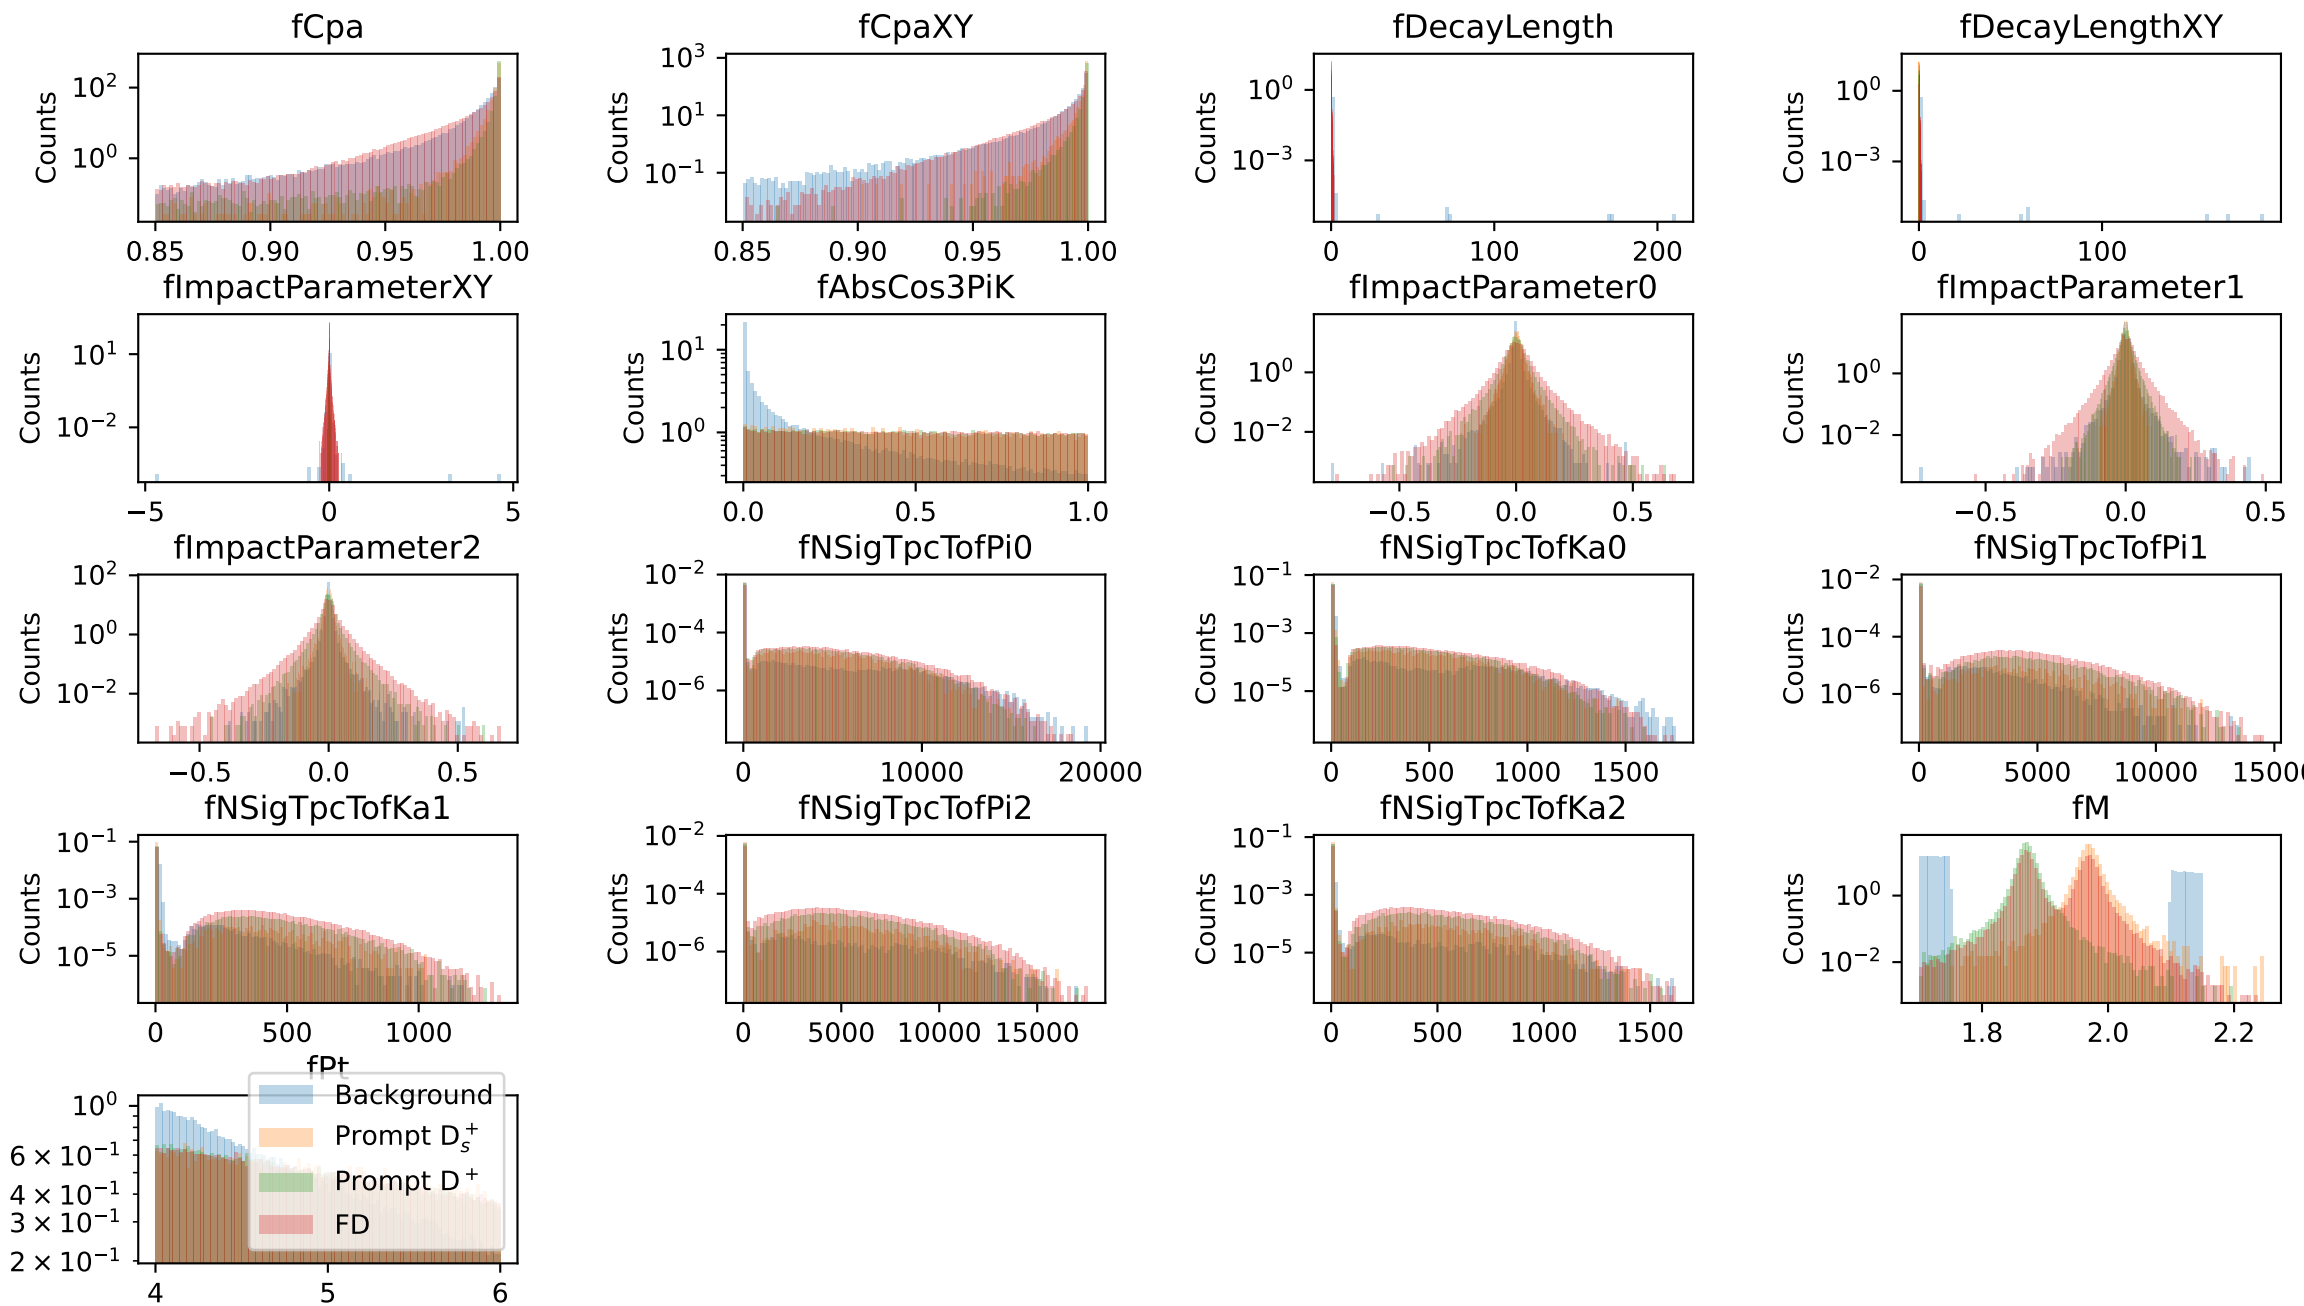 fCpa
fCpaXY
fDecayLength
fDecayLengthXY
Counts
10^2
10^0
0.85 0.90 0.95 1.00
Counts
10^3
10^1
10^−1
0.85 0.90 0.95 1.00
Counts
10^0
10^−3
0 100 200
Counts
10^0
10^−3
0 100
fImpactParameterXY
fAbsCos3PiK
fImpactParameter0
fImpactParameter1
Counts
10^1
10^−2
−5 0 5
Counts
10^1
10^0
0.0 0.5 1.0
Counts
10^0
10^−2
−0.5 0.0 0.5
Counts
10^0
10^−2
−0.5 0.0 0.5
fImpactParameter2
fNSigTpcTofPi0
fNSigTpcTofKa0
fNSigTpcTofPi1
Counts
10^2
10^0
10^−2
−0.5 0.0 0.5
Counts
10^−2
10^−4
10^−6
0 10000 20000
Counts
10^−1
10^−3
10^−5
0 500 1000 1500
Counts
10^−2
10^−4
10^−6
0 5000 10000 15000
fNSigTpcTofKa1
fNSigTpcTofPi2
fNSigTpcTofKa2
fM
Counts
10^−1
10^−3
10^−5
0 500 1000
Counts
10^−2
10^−4
10^−6
0 5000 10000 15000
Counts
10^−1
10^−3
10^−5
0 500 1000 1500
Counts
10^0
10^−2
1.8 2.0 2.2
fPt
10^0
6 × 10^−1
4 × 10^−1
3 × 10^−1
2 × 10^−1
4 5 6
Background
Prompt D_s^+
Prompt D^+
FD